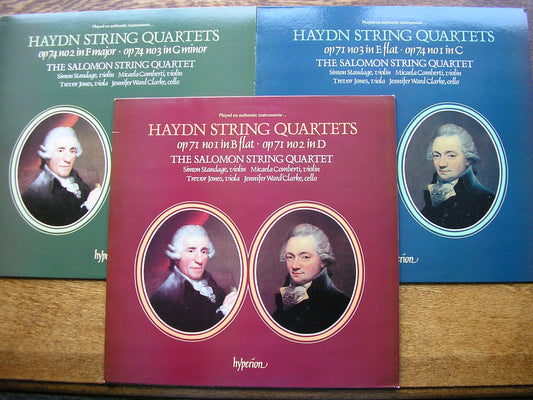 Played on authentic instruments ...
HAYDN STRING QUARTETS
op 74 no 2 in F major · op 74 no 3 in G minor
THE SALOMON STRING QUARTET
Simon Standage, violin Micaela Comberti, violin
Trevor Jones, viola Jennifer Ward Clarke, cello
hyperion
Played on authentic instruments ...
HAYDN STRING QUARTETS
op 71 no 3 in E flat · op 74 no 1 in C
THE SALOMON STRING QUARTET
Simon Standage, violin Micaela Comberti, violin
Trevor Jones, viola Jennifer Ward Clarke, cello
hyperion
Played on authentic instruments ...
HAYDN STRING QUARTETS
op 71 no 1 in B flat · op 71 no 2 in D
THE SALOMON STRING QUARTET
Simon Standage, violin Micaela Comberti, violin
Trevor Jones, viola Jennifer Ward Clarke, cello
hyperion